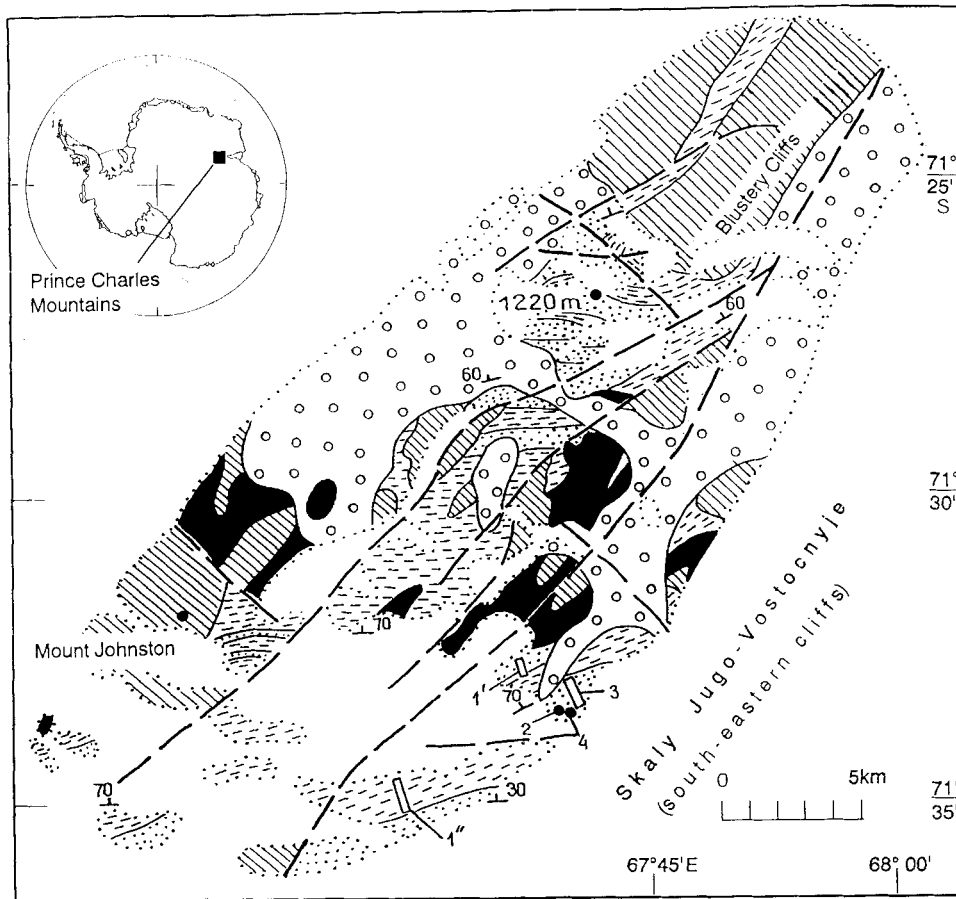 Prince Charles
Mountains
Blustery Cliffs
71°
25'
S
1220 m
60
60
71°
30'
70
Mount Johnston
1'
70
3
2
4
Skaly Jugo-Vostocnyje
(south-eastern cliffs)
0 5km
70
30
1"
71°
35'
67°45'E 68°00'